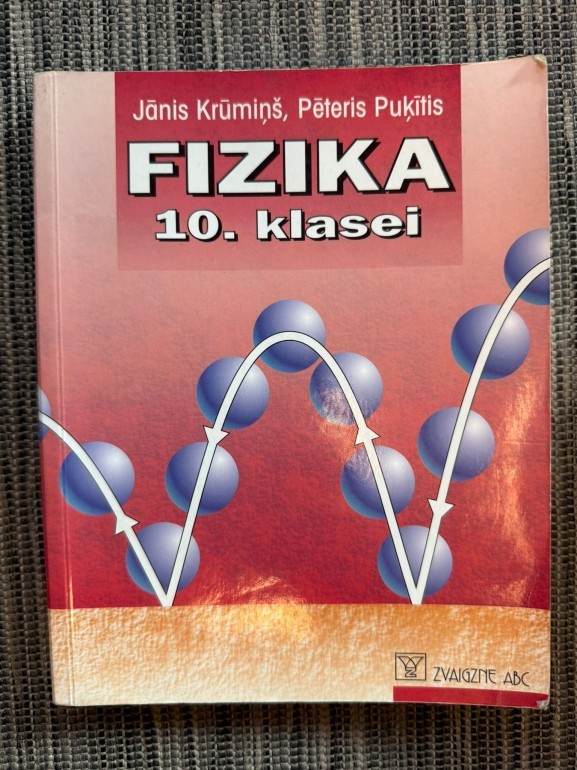 Jānis Krūmiņš, Pēteris Puķītis
FIZIKA
10. klasei
ZVAIGZNE ABC